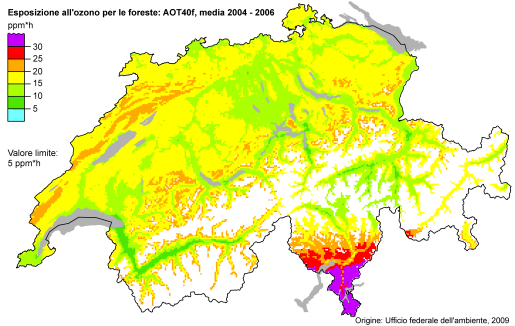 Esposizione all'ozono per le foreste: AOT40f, media 2004 - 2006
ppm*h
30
25
20
15
10
5
Valore limite:
5 ppm*h
Origine: Ufficio federale dell'ambiente, 2009